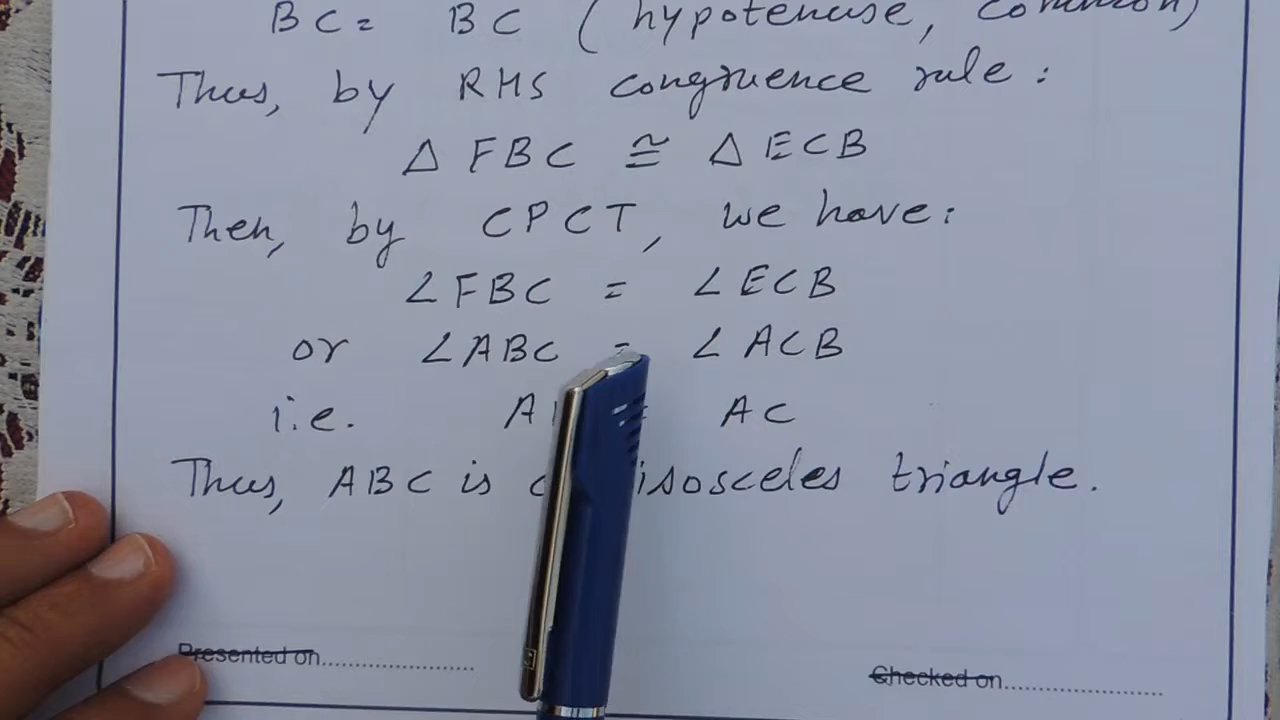 BC = BC (hypotenuse, common)
Thus, by RHS congruence rule :
Δ FBC ≅ Δ ECB
Then, by CPCT, we have :
∠FBC = ∠ECB
or ∠ABC = ∠ACB
i.e. A = AC
Thus, ABC is isosceles triangle.
Presented on....................
Checked on....................